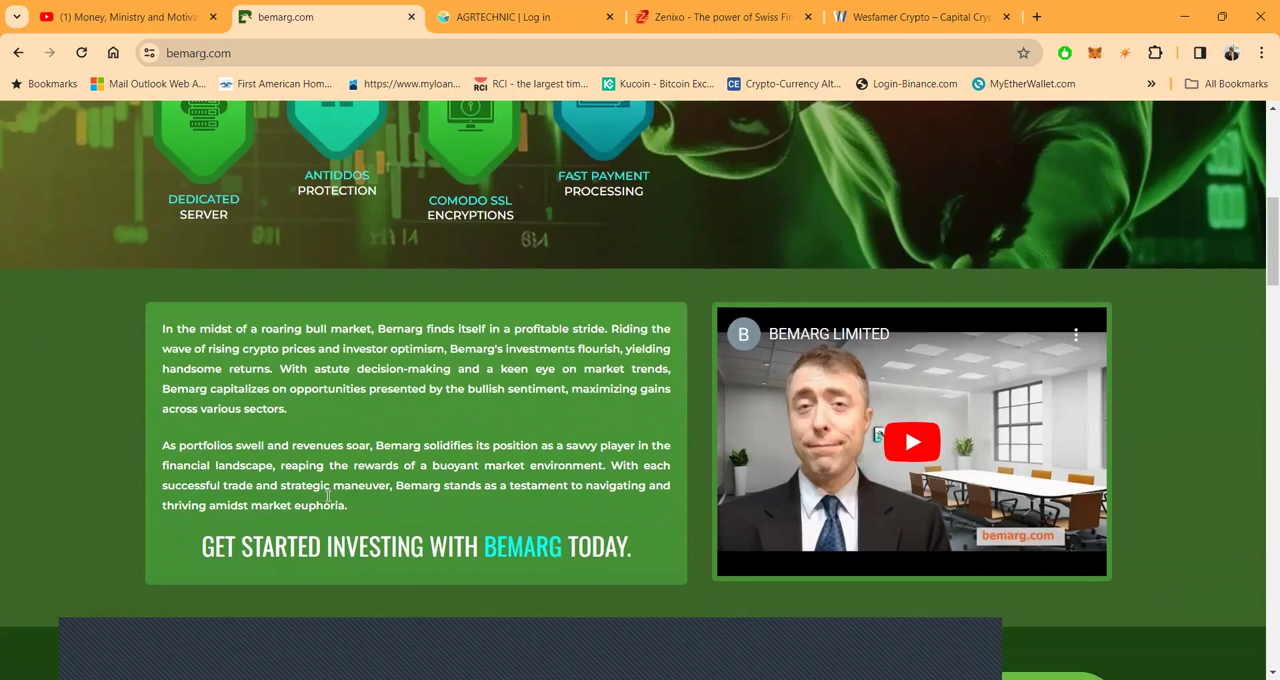 (1) Money, Ministry and Motiva
bemarg.com
AGRTECHNIC | Log in
Zenixo - The power of Swiss Fin
Wesfamer Crypto – Capital Cryp
bemarg.com
Bookmarks
Mail Outlook Web A...
First American Hom...
https://www.myloan...
RCI - the largest tim...
Kucoin - Bitcoin Exc...
Crypto-Currency Alt...
Login-Binance.com
MyEtherWallet.com
All Bookmarks
DEDICATED
SERVER
ANTIDDOS
PROTECTION
COMODO SSL
ENCRYPTIONS
FAST PAYMENT
PROCESSING
In the midst of a roaring bull market, Bemarg finds itself in a profitable stride. Riding the
wave of rising crypto prices and investor optimism, Bemarg's investments flourish, yielding
handsome returns. With astute decision-making and a keen eye on market trends,
Bemarg capitalizes on opportunities presented by the bullish sentiment, maximizing gains
across various sectors.
As portfolios swell and revenues soar, Bemarg solidifies its position as a savvy player in the
financial landscape, reaping the rewards of a buoyant market environment. With each
successful trade and strategic maneuver, Bemarg stands as a testament to navigating and
thriving amidst market euphoria.
GET STARTED INVESTING WITH BEMARG TODAY.
B
BEMARG LIMITED
bemarg.com